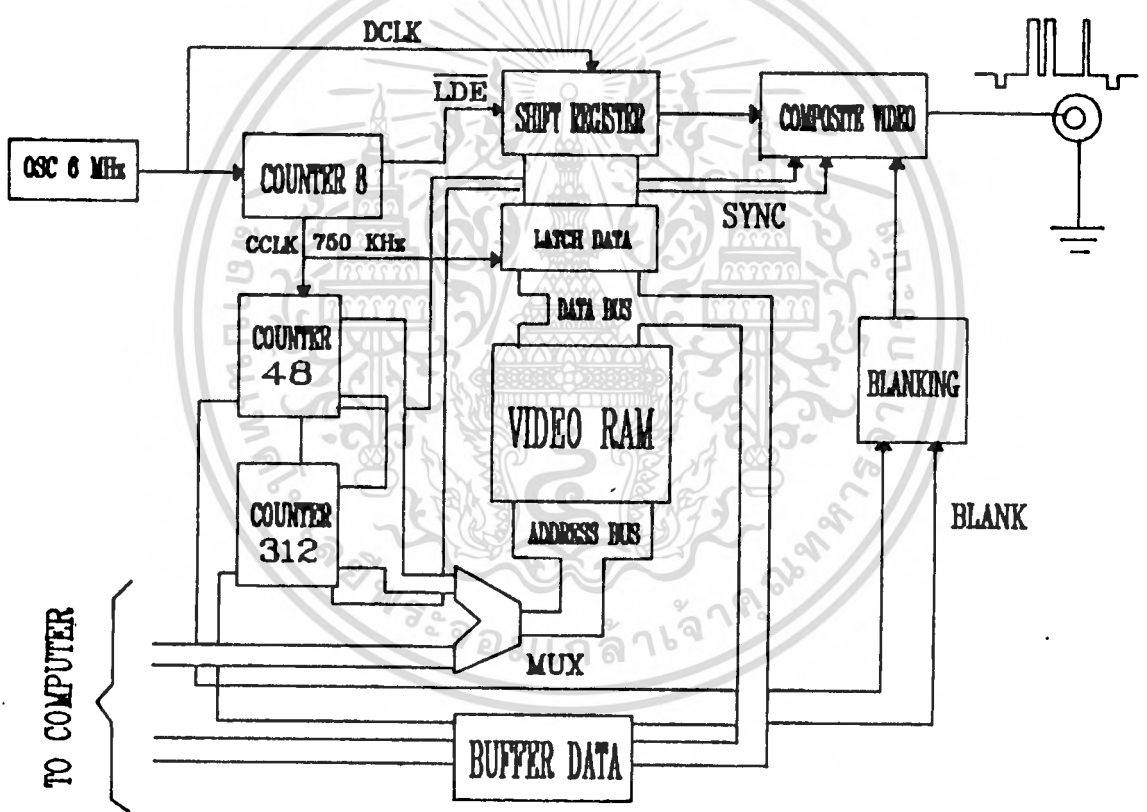 DCLK
LDE
SHIFT REGISTER
COMPOSITE VIDEO
OSC 6 MHz
COUNTER 8
SYNC
CCLK 750 KHz
LATCH DATA
DATA BUS
COUNTER
48
BLANKING
VIDEO RAM
COUNTER
312
ADDRESS BUS
BLANK
TO COMPUTER
MUX
BUFFER DATA